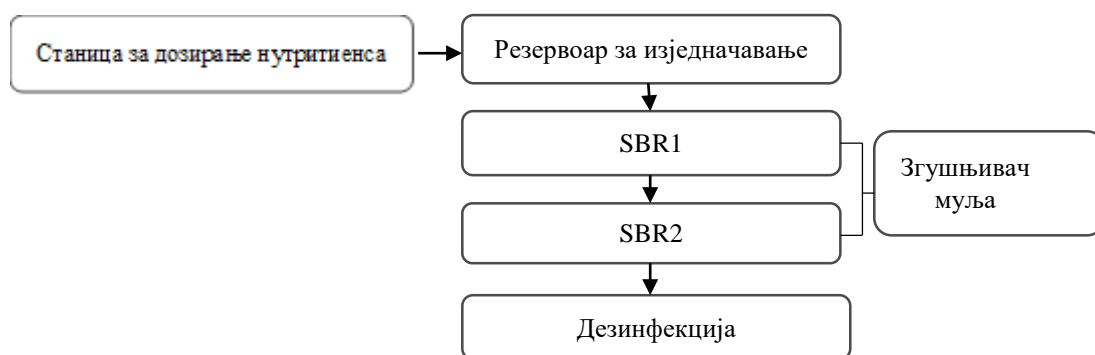 Станица за дозирање нутритиенса
Резервоар за изједначавање
SBR1
SBR2
Згушњивач
муља
Дезинфекција